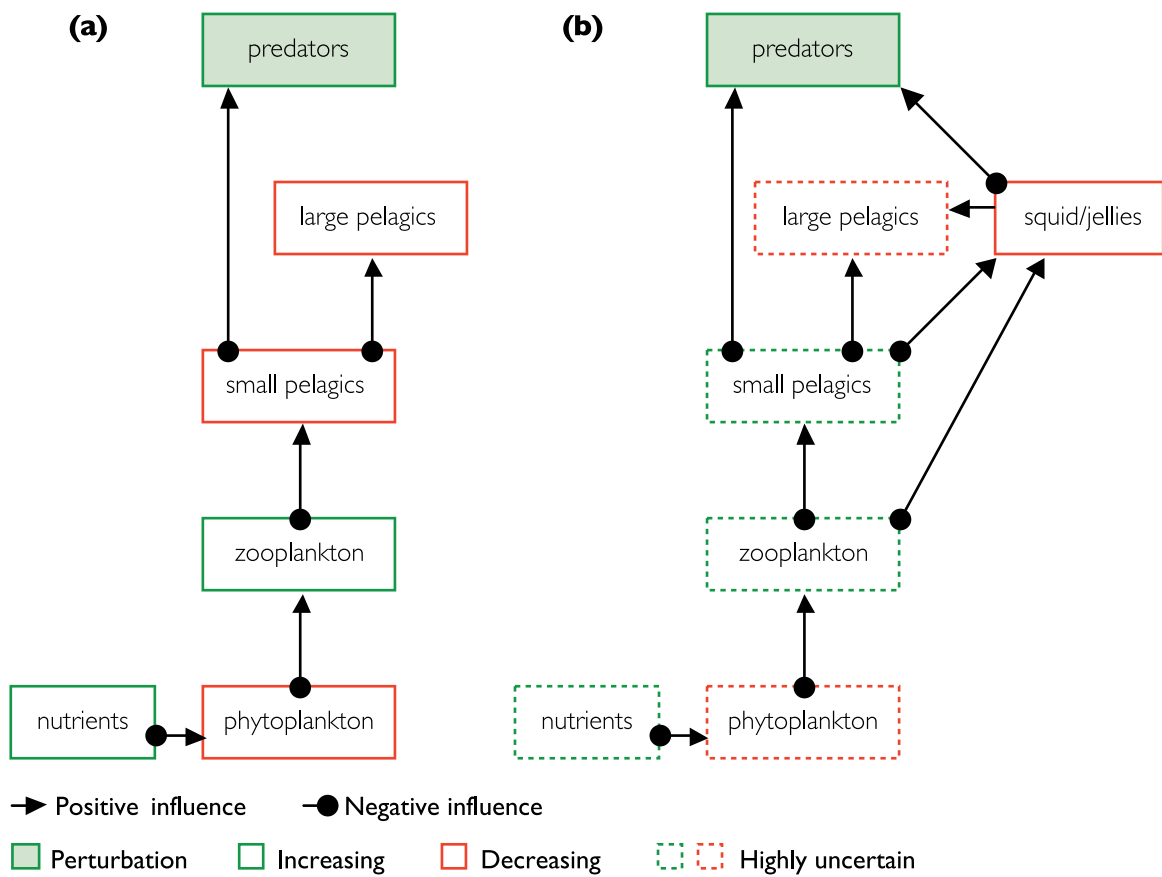 (a)
predators
large pelagics
small pelagics
zooplankton
nutrients
phytoplankton
(b)
predators
large pelagics
squid/jellies
small pelagics
zooplankton
nutrients
phytoplankton
Positive influence
Negative influence
Perturbation
Increasing
Decreasing
Highly uncertain